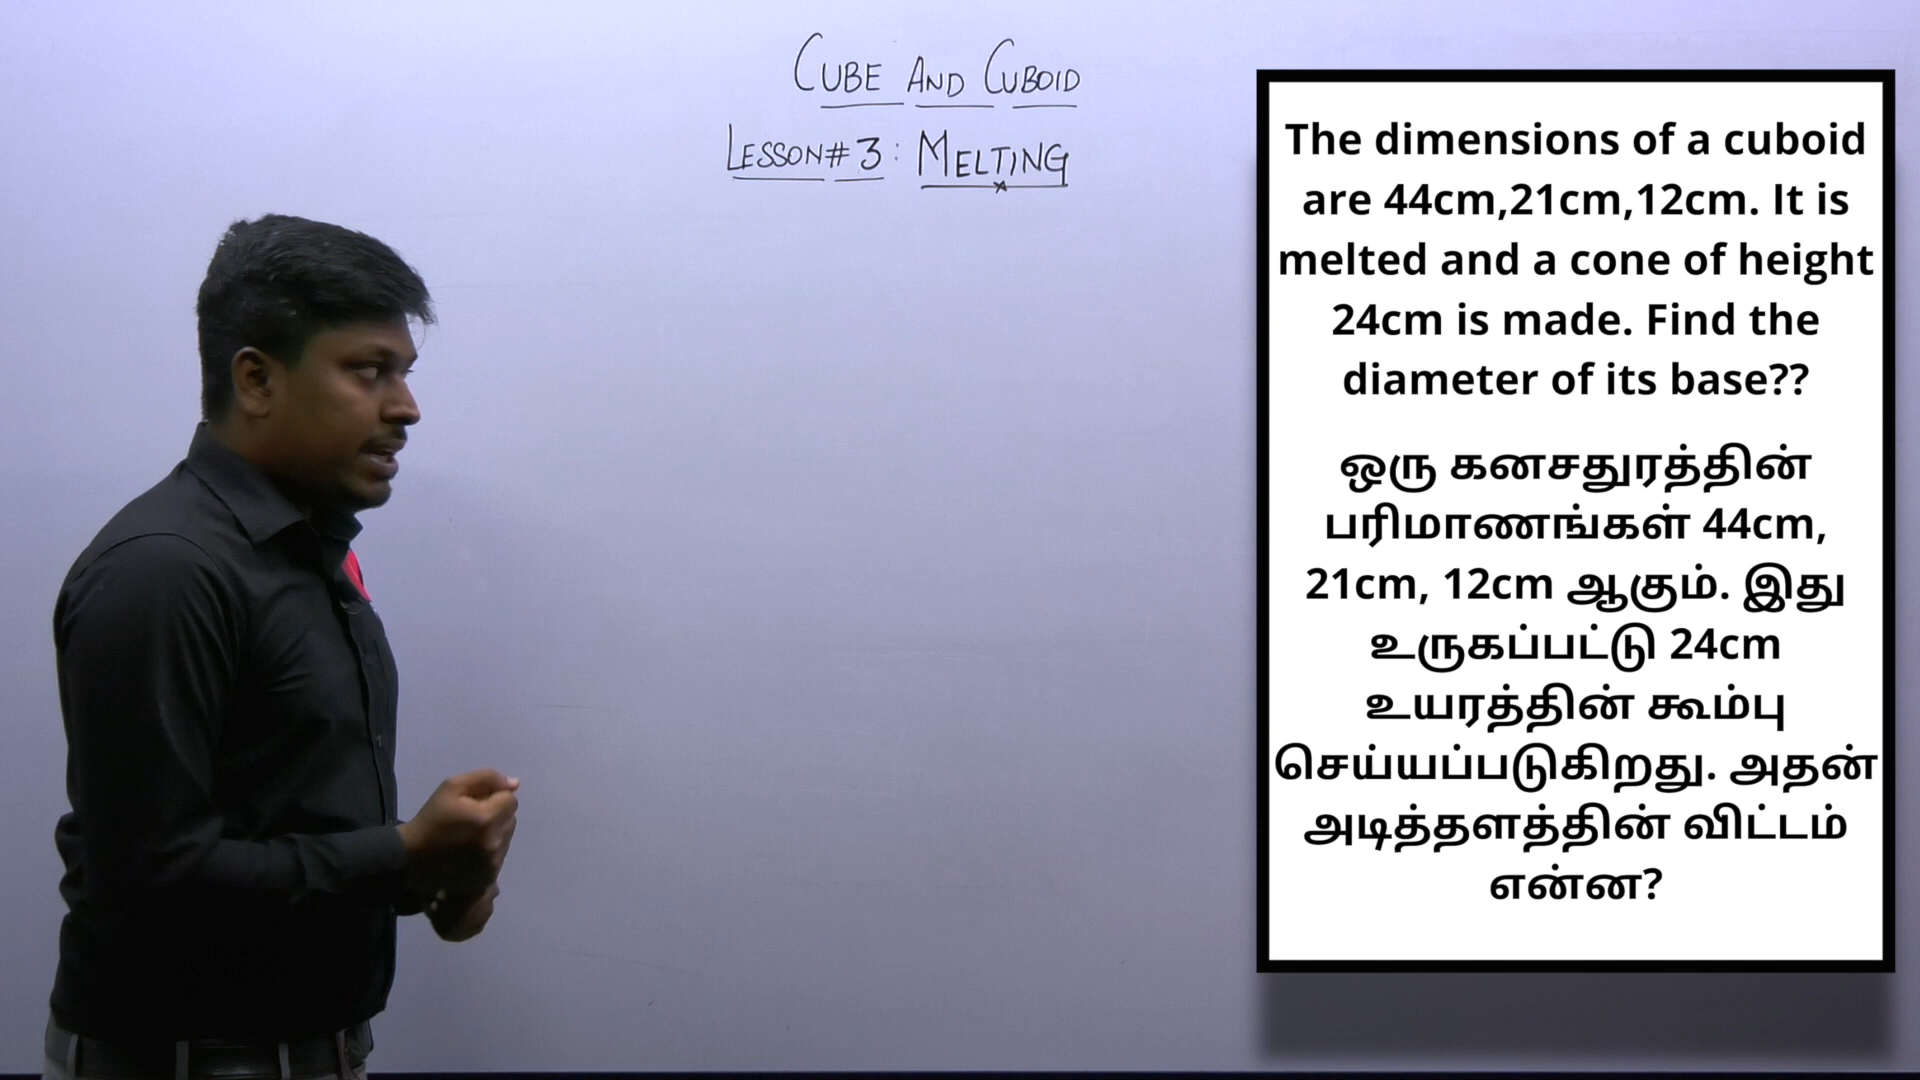 CUBE AND CUBOID
LESSON# 3 : MELTING
The dimensions of a cuboid
are 44cm,21cm,12cm. It is
melted and a cone of height
24cm is made. Find the
diameter of its base??
ஒரு கனசதுரத்தின்
பரிமாணங்கள் 44cm,
21cm, 12cm ஆகும். இது
உருகப்பட்டு 24cm
உயரத்தின் கூம்பு
செய்யப்படுகிறது. அதன்
அடித்தளத்தின் விட்டம்
என்ன?